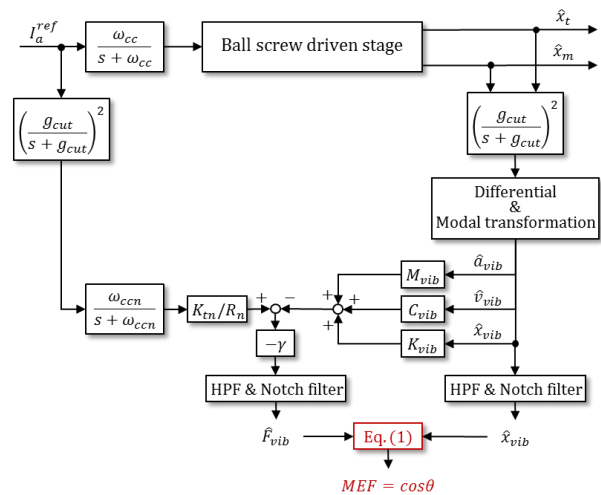 I_a^{ref}
ω_{cc} / (s + ω_{cc})
Ball screw driven stage
x̂_t
x̂_m
(g_{cut} / (s + g_{cut}))^2
(g_{cut} / (s + g_{cut}))^2
Differential
&
Modal transformation
M_{vib}
â_{vib}
ω_{ccn} / (s + ω_{ccn})
K_{tn}/R_n
+
−
+
+
+
C_{vib}
v̂_{vib}
−γ
K_{vib}
x̂_{vib}
HPF & Notch filter
HPF & Notch filter
F̂_{vib}
Eq. (1)
x̂_{vib}
MEF = cosθ